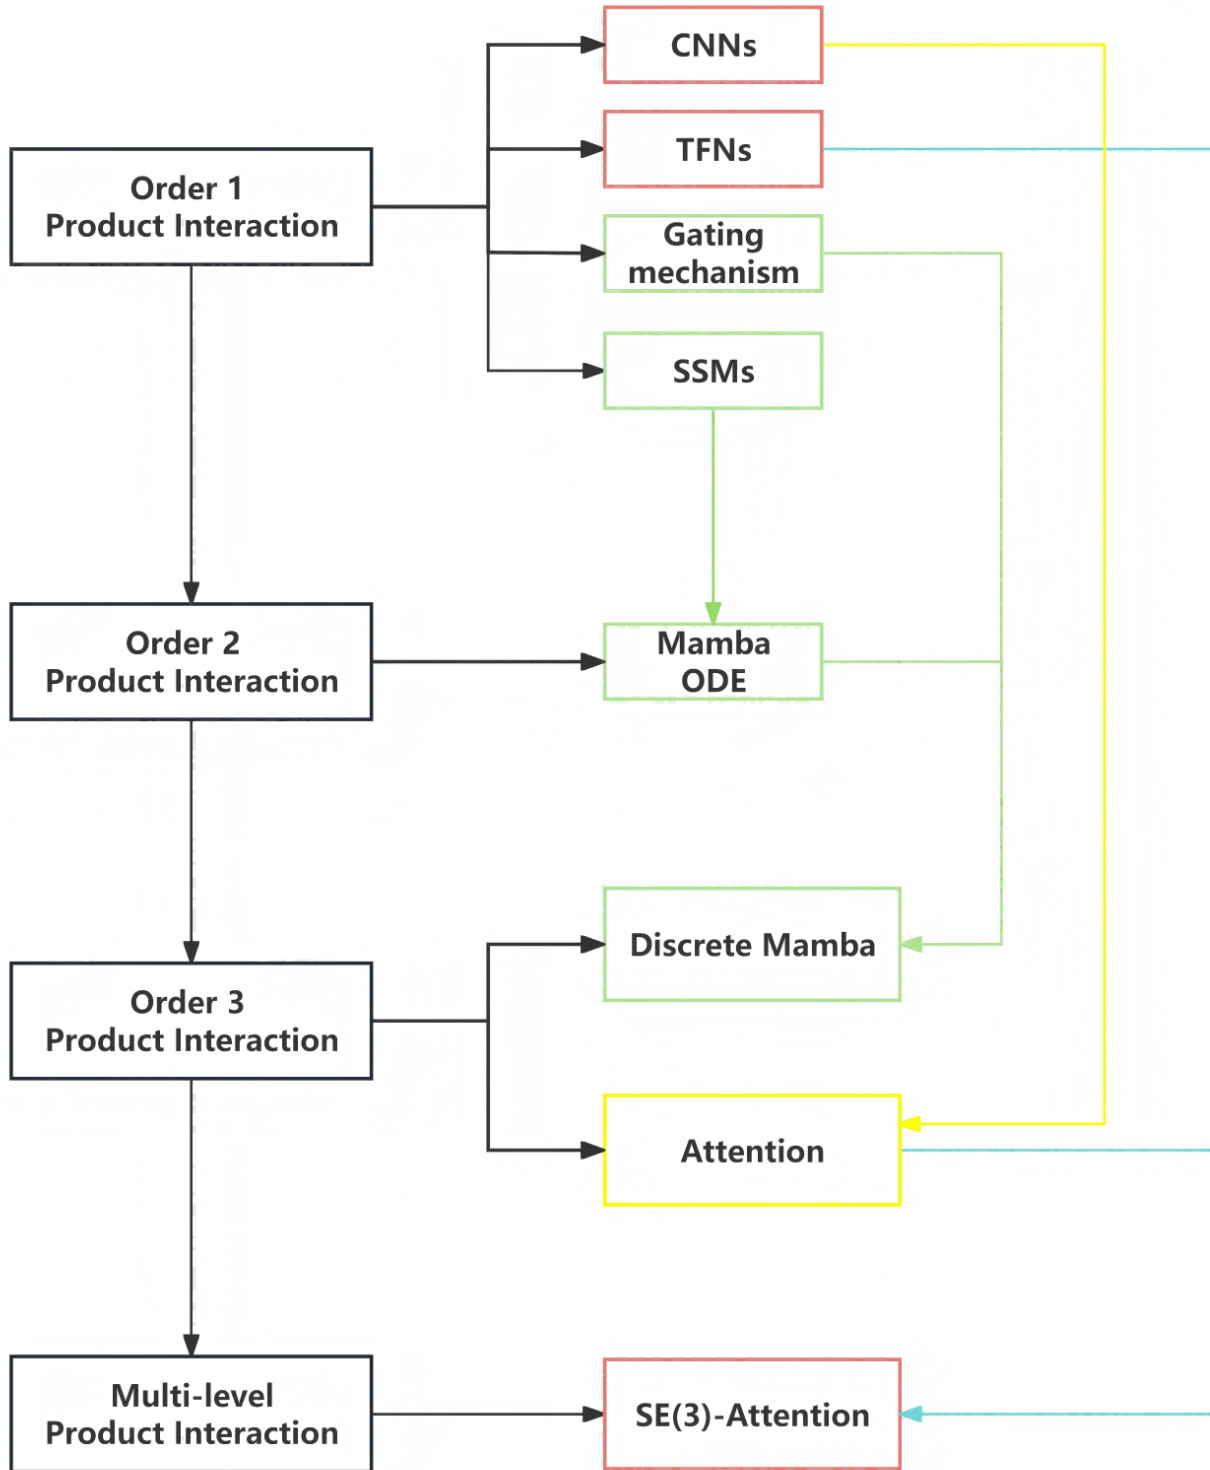 CNNs
TFNs
Order 1
Product Interaction
Gating
mechanism
SSMs
Order 2
Product Interaction
Mamba
ODE
Discrete Mamba
Order 3
Product Interaction
Attention
Multi-level
Product Interaction
SE(3)-Attention